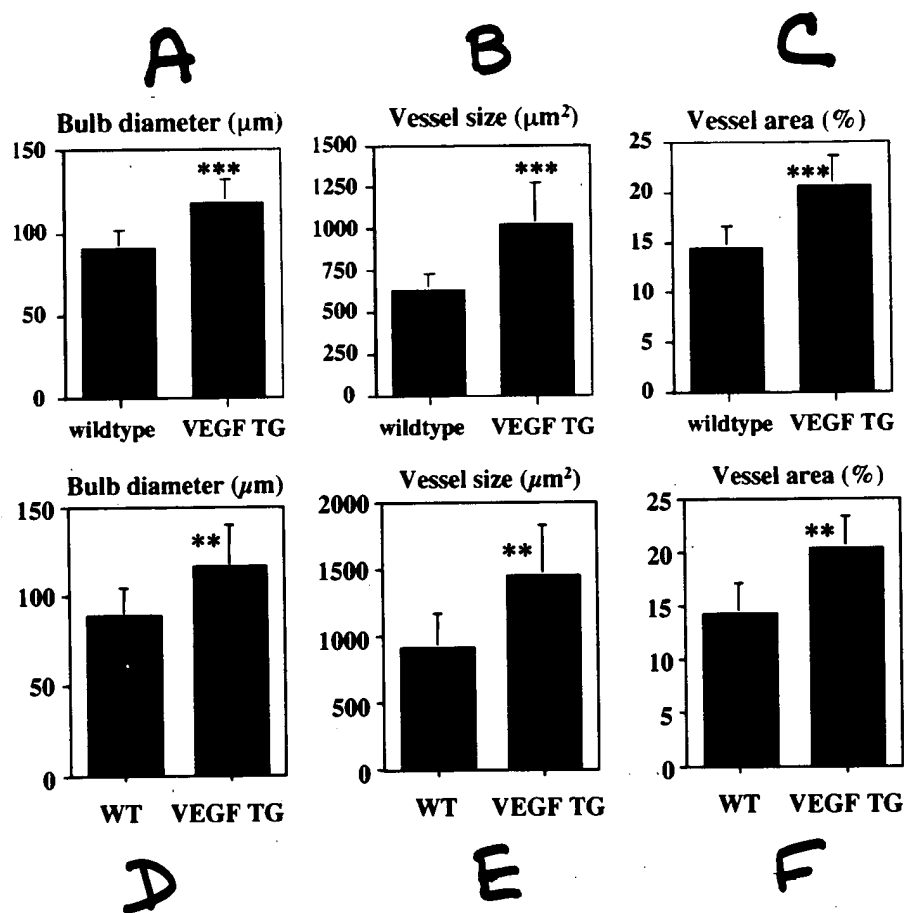 A
B
C
Bulb diameter (μm)
150
100
50
0
***
wildtype
VEGF TG
Vessel size (μm²)
1500
1250
1000
750
500
250
0
***
wildtype
VEGF TG
Vessel area (%)
25
20
15
10
5
0
***
wildtype
VEGF TG
Bulb diameter (μm)
150
100
50
0
**
WT
VEGF TG
Vessel size (μm²)
2000
1500
1000
500
0
**
WT
VEGF TG
Vessel area (%)
25
20
15
10
5
0
**
WT
VEGF TG
D
E
F